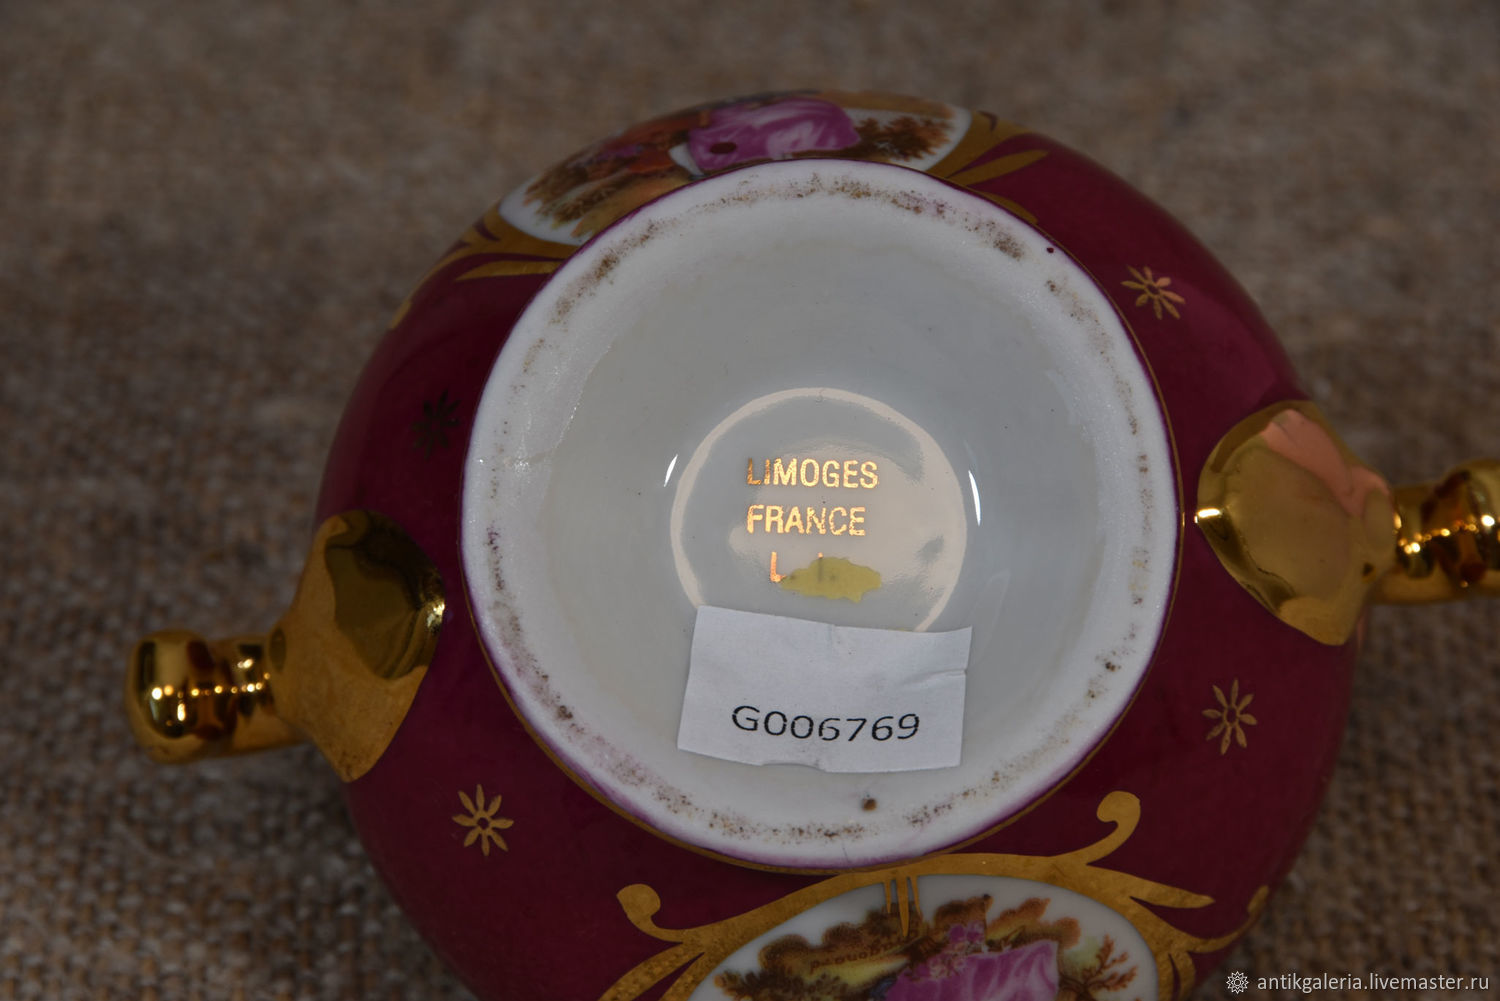 LIMOGES
FRANCE
G006769
antikgaleria.livemaster.ru